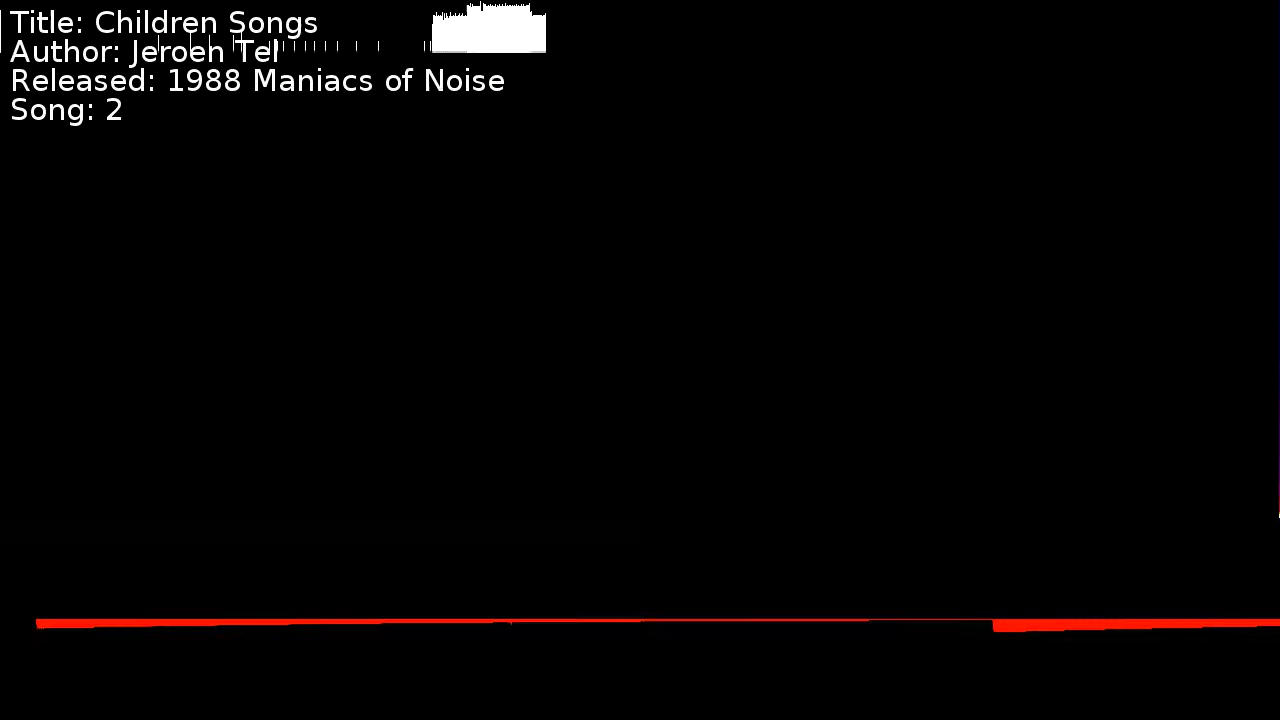 Title: Children Songs
Author: Jeroen Tel
Released: 1988 Maniacs of Noise
Song: 2